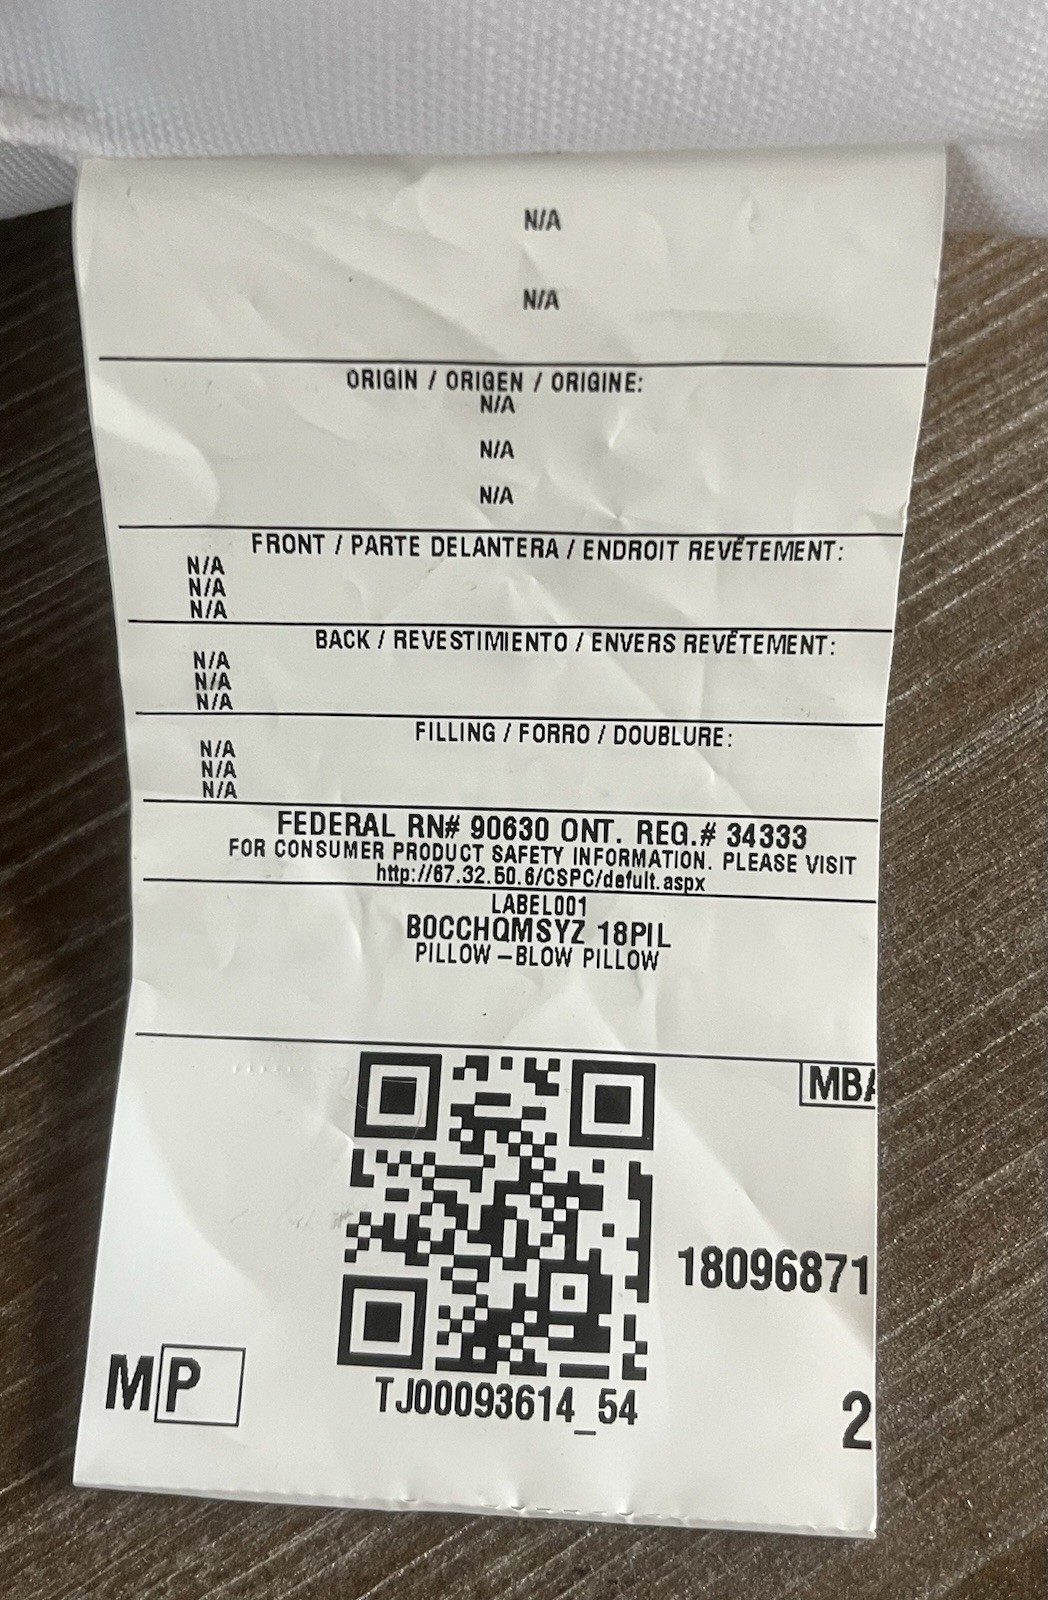 N/A
N/A
ORIGIN / ORIGEN / ORIGINE:
N/A
N/A
N/A
FRONT / PARTE DELANTERA / ENDROIT REVÊTEMENT:
N/A
N/A
N/A
BACK / REVESTIMIENTO / ENVERS REVÊTEMENT:
N/A
N/A
N/A
FILLING / FORRO / DOUBLURE:
N/A
N/A
N/A
FEDERAL RN# 90630 ONT. REG.# 34333
FOR CONSUMER PRODUCT SAFETY INFORMATION. PLEASE VISIT
http://67.32.50.6/CSPC/defult.aspx
LABEL001
BOCCHQMSYZ 18PIL
PILLOW -BLOW PILLOW
MBA
18096871
MP
TJ00093614_54
2